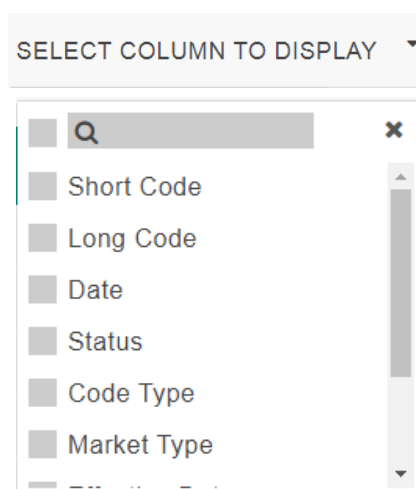 SELECT COLUMN TO DISPLAY
Short Code
Long Code
Date
Status
Code Type
Market Type